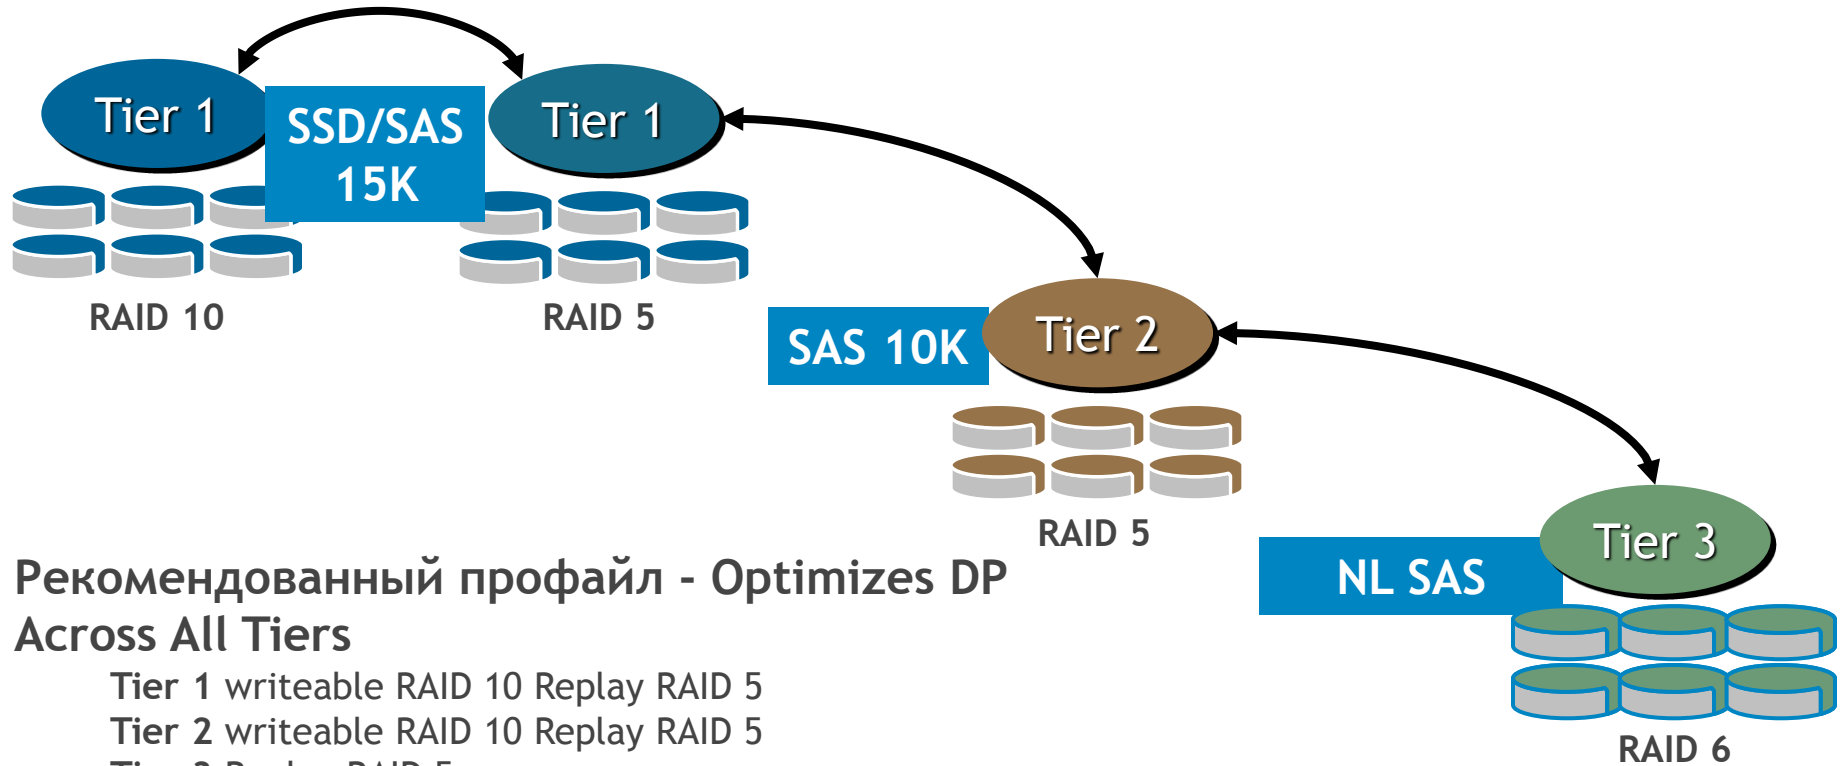 Tier 1
SSD/SAS
15K
Tier 1
RAID 10
RAID 5
SAS 10K
Tier 2
RAID 5
NL SAS
Tier 3
RAID 6
Рекомендованный профайл - Optimizes DP
Across All Tiers
Tier 1 writeable RAID 10 Replay RAID 5
Tier 2 writeable RAID 10 Replay RAID 5